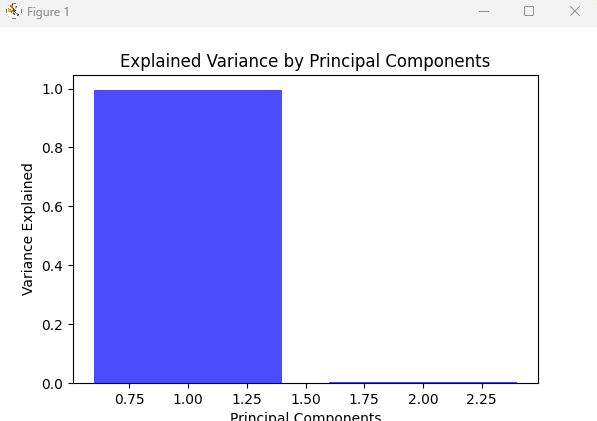 Figure 1
Explained Variance by Principal Components
1.0
0.8
0.6
0.4
0.2
0.0
Variance Explained
0.75 1.00 1.25 1.50 1.75 2.00 2.25
Principal Components